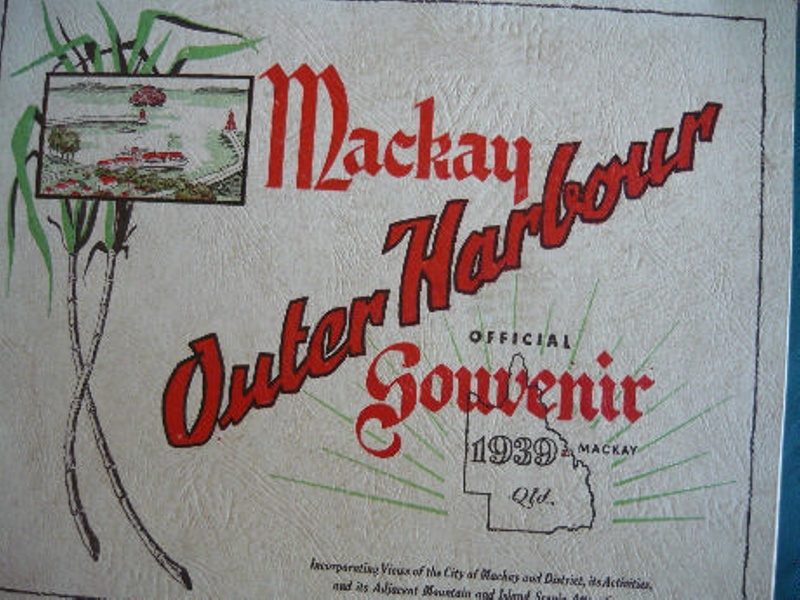 Mackay
Outer Harbour
OFFICIAL
Souvenir
1939
MACKAY
Qld.
Incorporating Views of the City of Mackay and District, its Activities,
and its Adjacent Mountain and Island Scenic